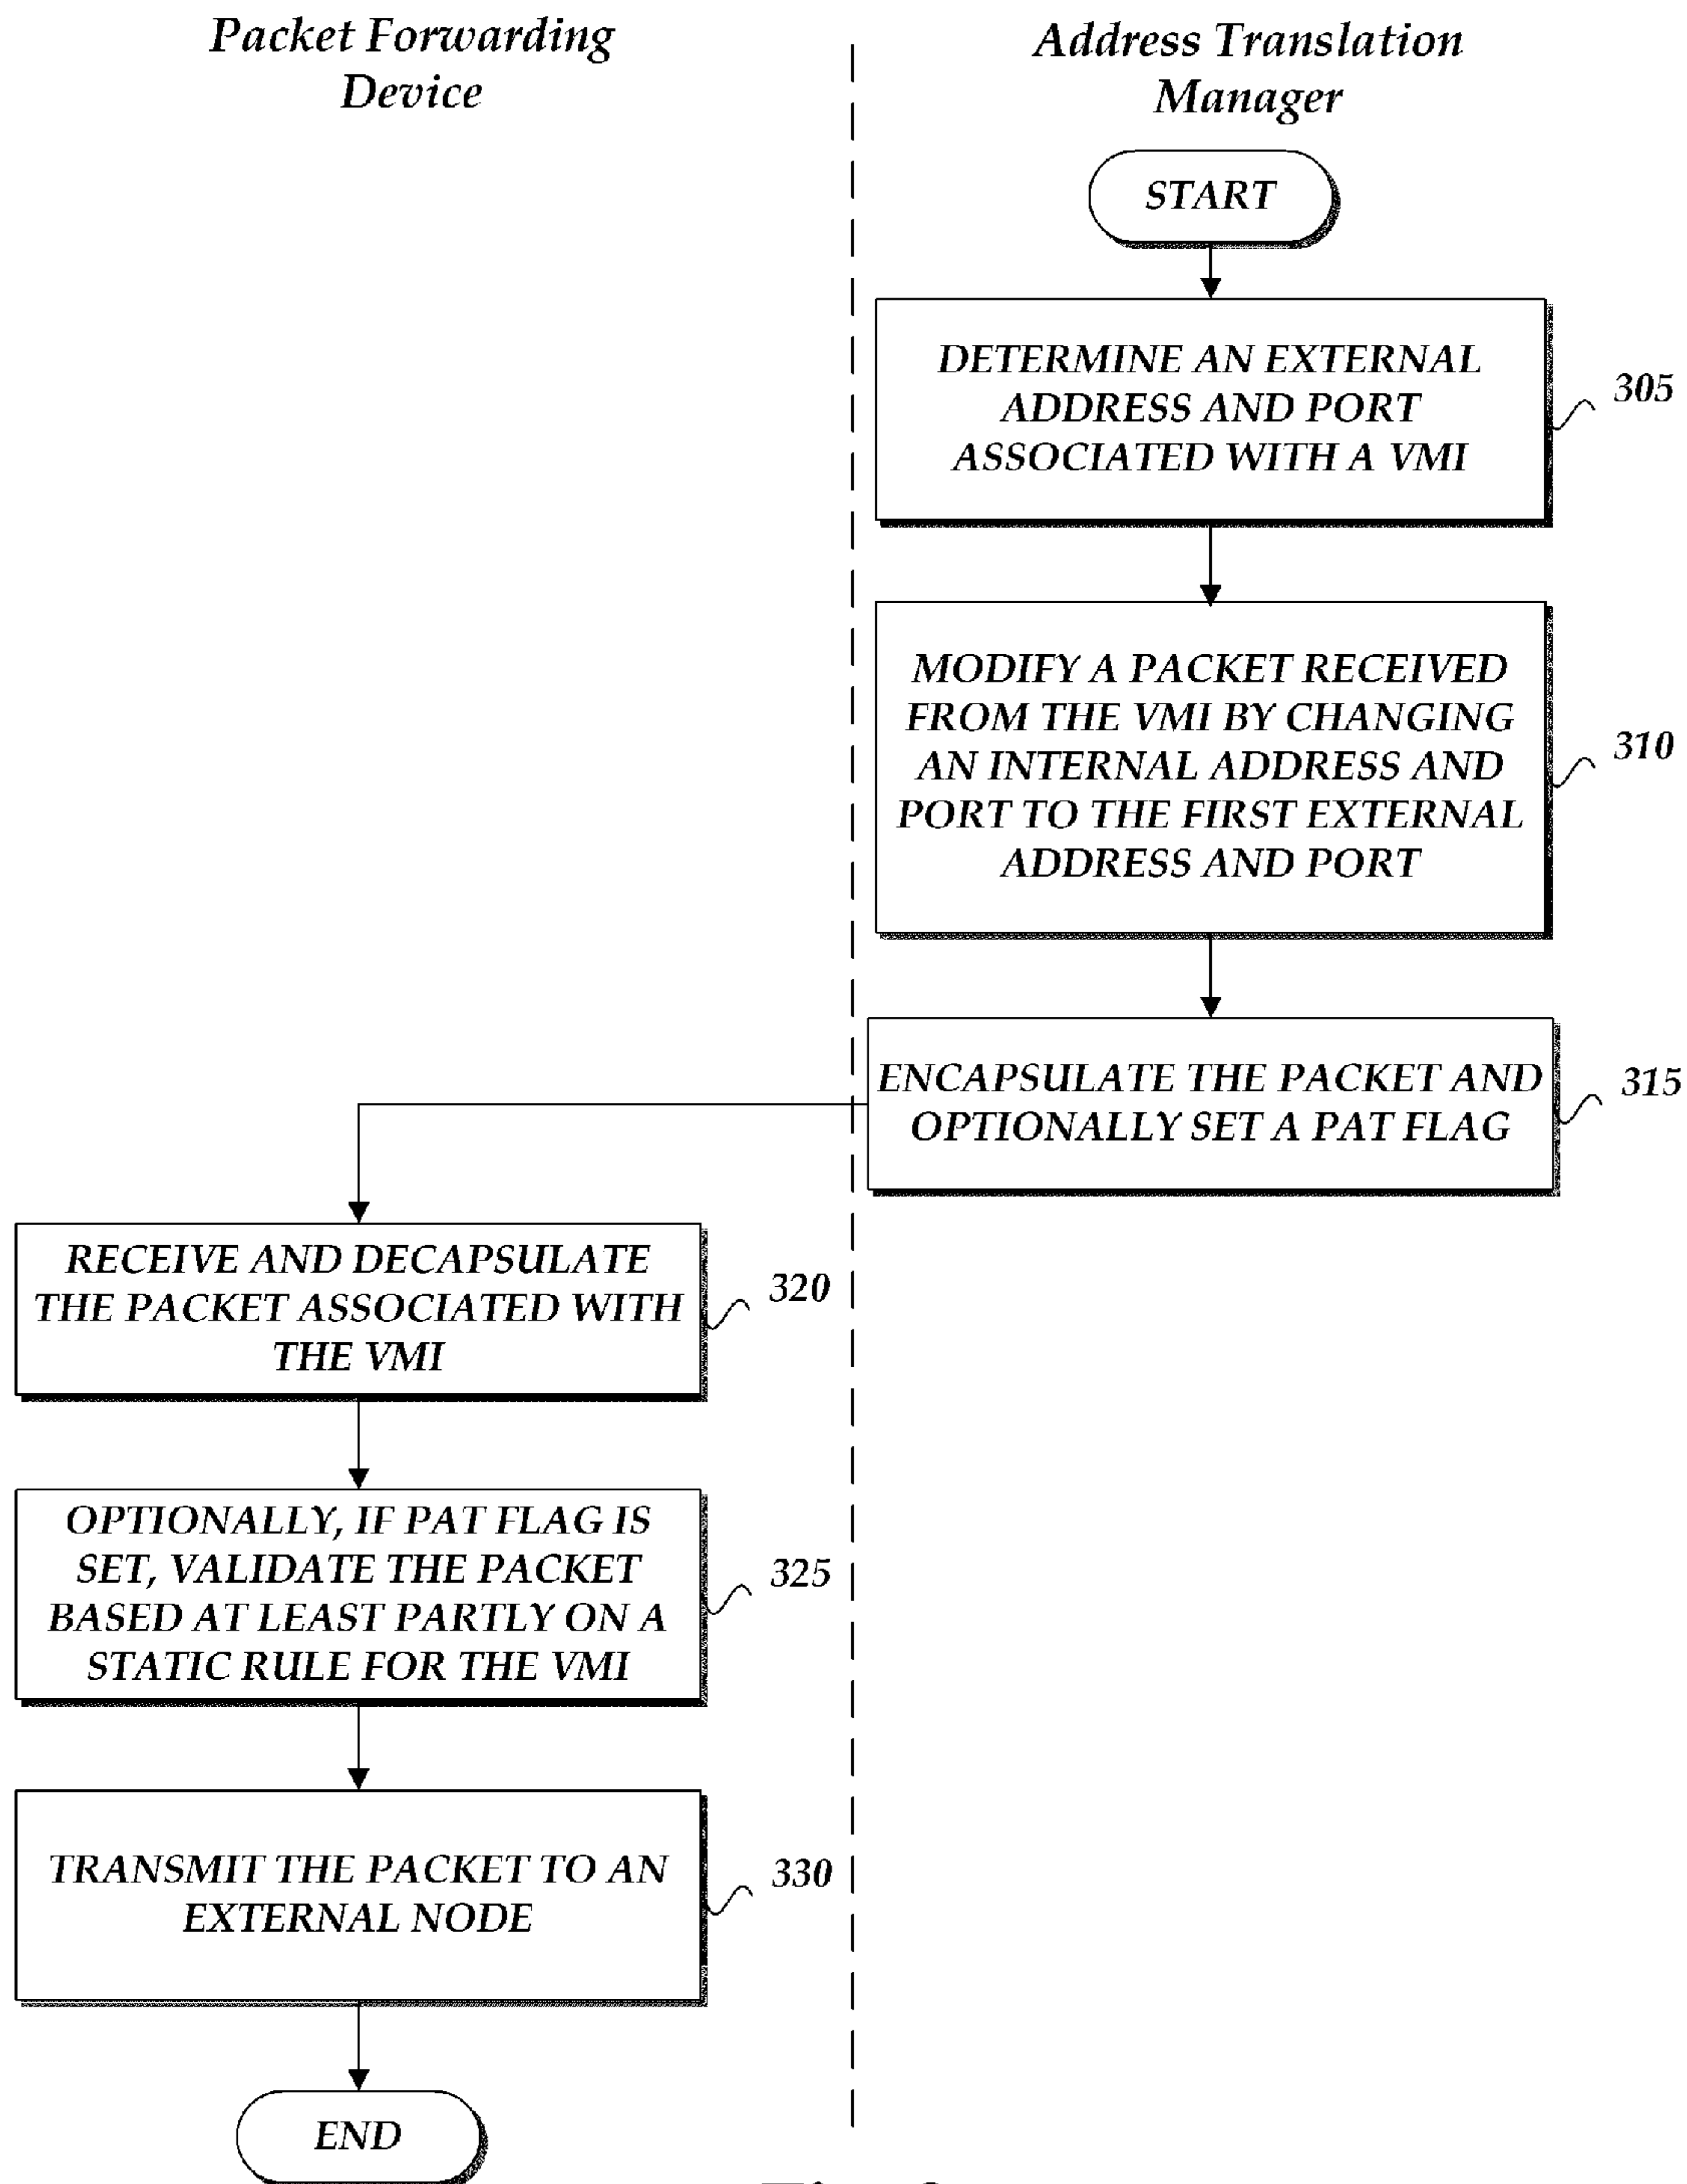 Packet Forwarding
Device
Address Translation
Manager
START
DETERMINE AN EXTERNAL
ADDRESS AND PORT
ASSOCIATED WITH A VMI
305
MODIFY A PACKET RECEIVED
FROM THE VMI BY CHANGING
AN INTERNAL ADDRESS AND
PORT TO THE FIRST EXTERNAL
ADDRESS AND PORT
310
ENCAPSULATE THE PACKET AND
OPTIONALLY SET A PAT FLAG
315
RECEIVE AND DECAPSULATE
THE PACKET ASSOCIATED WITH
THE VMI
320
OPTIONALLY, IF PAT FLAG IS
SET, VALIDATE THE PACKET
BASED AT LEAST PARTLY ON A
STATIC RULE FOR THE VMI
325
TRANSMIT THE PACKET TO AN
EXTERNAL NODE
330
END